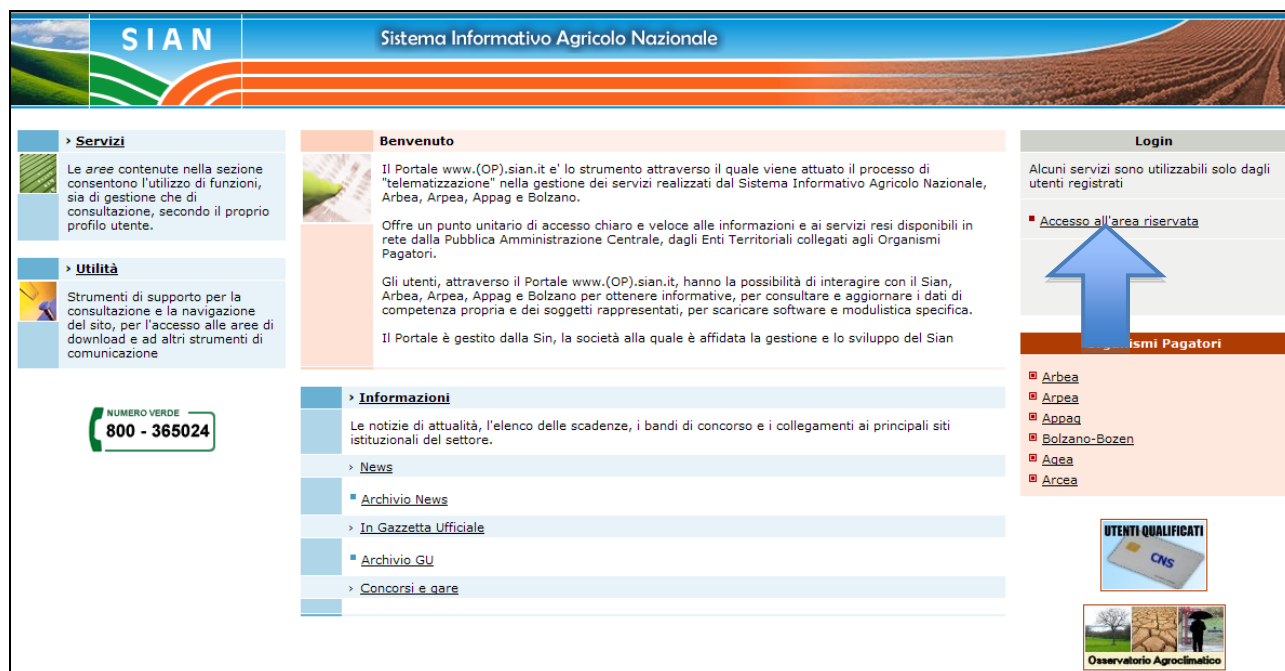 SIAN
Sistema Informativo Agricolo Nazionale
› Servizi
Le aree contenute nella sezione
consentono l'utilizzo di funzioni,
sia di gestione che di
consultazione, secondo il proprio
profilo utente.
› Utilità
Strumenti di supporto per la
consultazione e la navigazione
del sito, per l'accesso alle aree di
download e ad altri strumenti di
comunicazione
NUMERO VERDE
800 - 365024
Benvenuto
Il Portale www.(OP).sian.it e' lo strumento attraverso il quale viene attuato il processo di
"telematizzazione" nella gestione dei servizi realizzati dal Sistema Informativo Agricolo Nazionale,
Arbea, Arpea, Appag e Bolzano.
Offre un punto unitario di accesso chiaro e veloce alle informazioni e ai servizi resi disponibili in
rete dalla Pubblica Amministrazione Centrale, dagli Enti Territoriali collegati agli Organismi
Pagatori.
Gli utenti, attraverso il Portale www.(OP).sian.it, hanno la possibilità di interagire con il Sian,
Arbea, Arpea, Appag e Bolzano per ottenere informative, per consultare e aggiornare i dati di
competenza propria e dei soggetti rappresentati, per scaricare software e modulistica specifica.
Il Portale è gestito dalla Sin, la società alla quale è affidata la gestione e lo sviluppo del Sian
› Informazioni
Le notizie di attualità, l'elenco delle scadenze, i bandi di concorso e i collegamenti ai principali siti
istituzionali del settore.
› News
Archivio News
› In Gazzetta Ufficiale
Archivio GU
› Concorsi e gare
Login
Alcuni servizi sono utilizzabili solo dagli
utenti registrati
Accesso all'area riservata
Pagatori
Arbea
Arpea
Appag
Bolzano-Bozen
Agea
Arcea
UTENTI QUALIFICATI
CNS
Osservatorio Agroclimatico